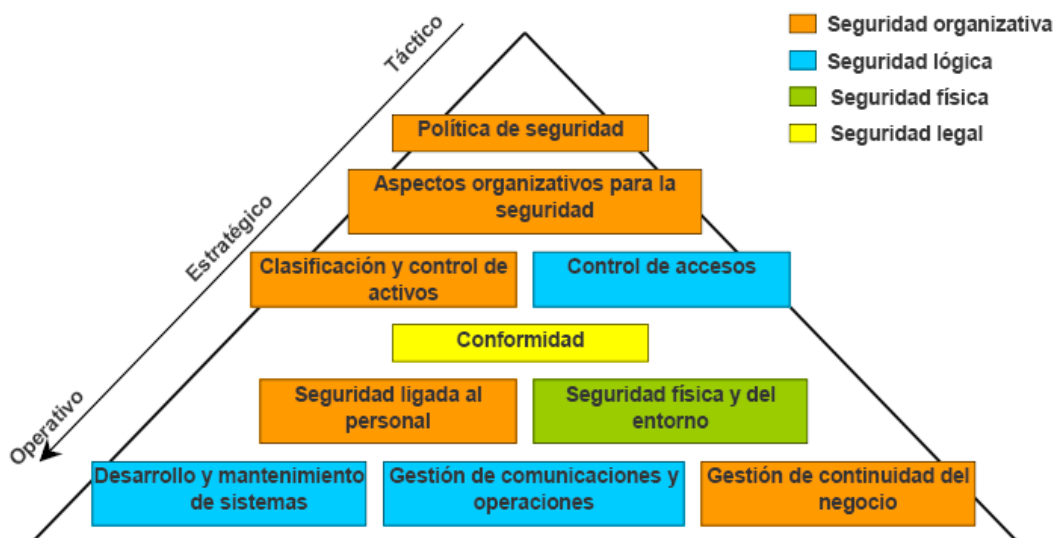 Táctico
Estratégico
Operativo
Seguridad organizativa
Seguridad lógica
Seguridad física
Seguridad legal
Política de seguridad
Aspectos organizativos para la
seguridad
Clasificación y control de
activos
Control de accesos
Conformidad
Seguridad ligada al
personal
Seguridad física y del
entorno
Desarrollo y mantenimiento
de sistemas
Gestión de comunicaciones y
operaciones
Gestión de continuidad del
negocio